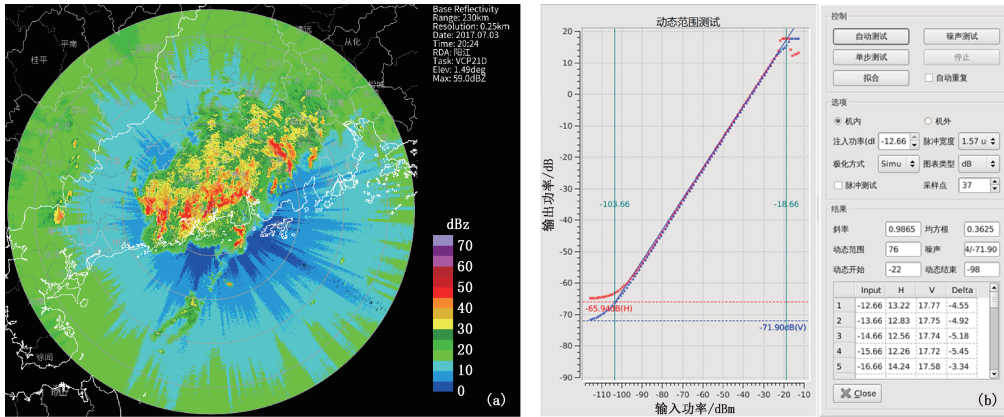 Base Reflectivity
Range: 230km
Resolution: 0.25km
Date: 2017.07.03
Time: 20:24
RDA: 阳江
Task: VCP21D
Elev: 1.49deg
Max: 59.0dBZ
平南
桂平
从化
徐闻
琼山
dBz
70
60
50
40
30
20
10
0
(a)
动态范围测试
输出功率/dB
20
10
0
-10
-20
-30
-40
-50
-60
-70
-80
-90
-103.66
-18.66
-65.94dB(H)
-71.90dB(V)
-110 -100 -90 -80 -70 -60 -50 -40 -30 -20 -10
输入功率/dBm
控制
自动测试 噪声测试
单步测试 停止
拟合 自动重复
选项
机内 机外
注入功率(dI -12.66 脉冲宽度 1.57 u
极化方式 Simu 图表类型 dB
脉冲测试 采样点 37
结果
斜率 0.9865 均方根 0.3625
动态范围 76 噪声 4/-71.90
动态开始 -22 动态结束 -98
Input H V Delta
1 -12.66 13.22 17.77 -4.55
2 -13.66 12.83 17.75 -4.92
3 -14.66 12.56 17.74 -5.18
4 -15.66 12.26 17.72 -5.45
5 -16.66 14.24 17.58 -3.34
Close
(b)